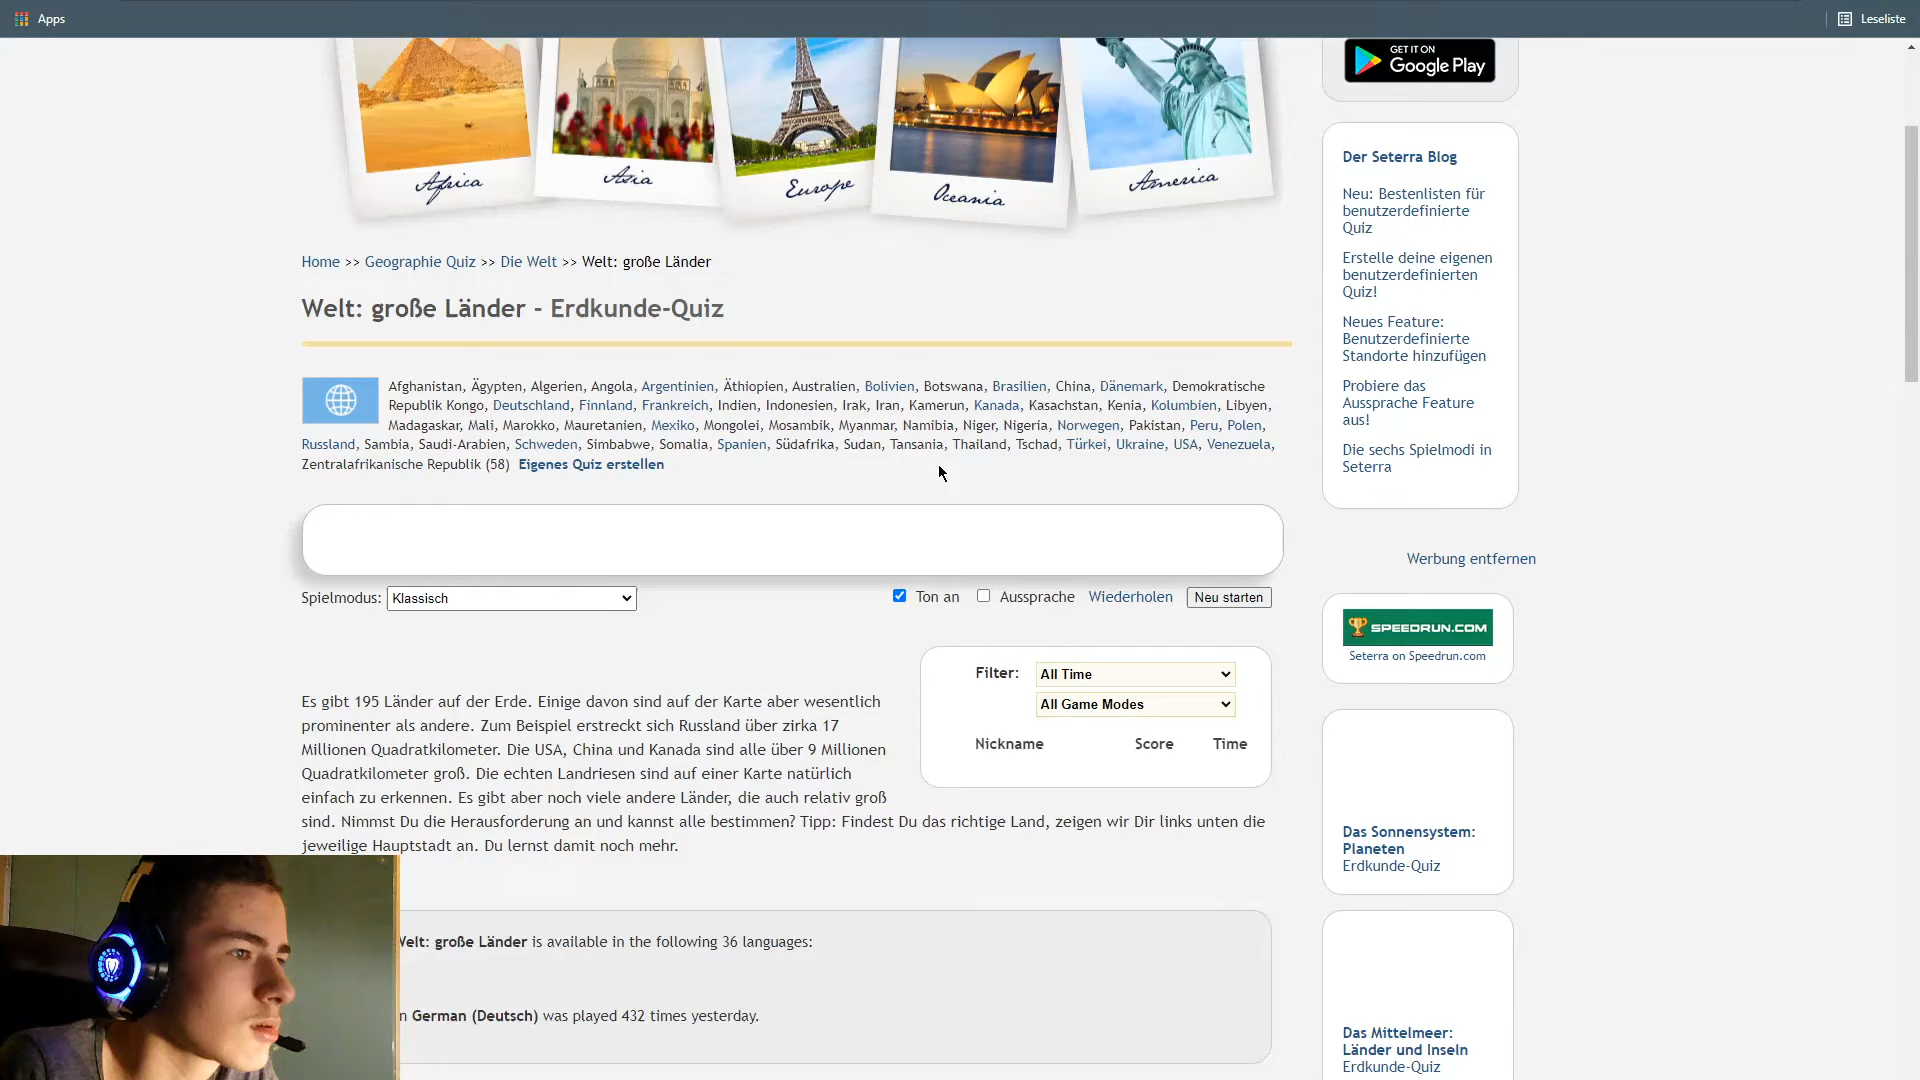 Apps
Leseliste
GET IT ON
Google Play
Africa
Asia
Europe
Oceania
America
Home >> Geographie Quiz >> Die Welt >> Welt: große Länder
Welt: große Länder - Erdkunde-Quiz
Afghanistan, Ägypten, Algerien, Angola, Argentinien, Äthiopien, Australien, Bolivien, Botswana, Brasilien, China, Dänemark, Demokratische
Republik Kongo, Deutschland, Finnland, Frankreich, Indien, Indonesien, Irak, Iran, Kamerun, Kanada, Kasachstan, Kenia, Kolumbien, Libyen,
Madagaskar, Mali, Marokko, Mauretanien, Mexiko, Mongolei, Mosambik, Myanmar, Namibia, Niger, Nigeria, Norwegen, Pakistan, Peru, Polen,
Russland, Sambia, Saudi-Arabien, Schweden, Simbabwe, Somalia, Spanien, Südafrika, Sudan, Tansania, Thailand, Tschad, Türkei, Ukraine, USA, Venezuela,
Zentralafrikanische Republik (58) Eigenes Quiz erstellen
Spielmodus: Klassisch
Ton an Aussprache Wiederholen Neu starten
Filter: All Time
All Game Modes
Nickname Score Time
Es gibt 195 Länder auf der Erde. Einige davon sind auf der Karte aber wesentlich
prominenter als andere. Zum Beispiel erstreckt sich Russland über zirka 17
Millionen Quadratkilometer. Die USA, China und Kanada sind alle über 9 Millionen
Quadratkilometer groß. Die echten Landriesen sind auf einer Karte natürlich
einfach zu erkennen. Es gibt aber noch viele andere Länder, die auch relativ groß
sind. Nimmst Du die Herausforderung an und kannst alle bestimmen? Tipp: Findest Du das richtige Land, zeigen wir Dir links unten die
jeweilige Hauptstadt an. Du lernst damit noch mehr.
Welt: große Länder is available in the following 36 languages:
n German (Deutsch) was played 432 times yesterday.
Der Seterra Blog
Neu: Bestenlisten für
benutzerdefinierte
Quiz
Erstelle deine eigenen
benutzerdefinierten
Quiz!
Neues Feature:
Benutzerdefinierte
Standorte hinzufügen
Probiere das
Aussprache Feature
aus!
Die sechs Spielmodi in
Seterra
Werbung entfernen
SPEEDRUN.COM
Seterra on Speedrun.com
Das Sonnensystem:
Planeten
Erdkunde-Quiz
Das Mittelmeer:
Länder und Inseln
Erdkunde-Quiz